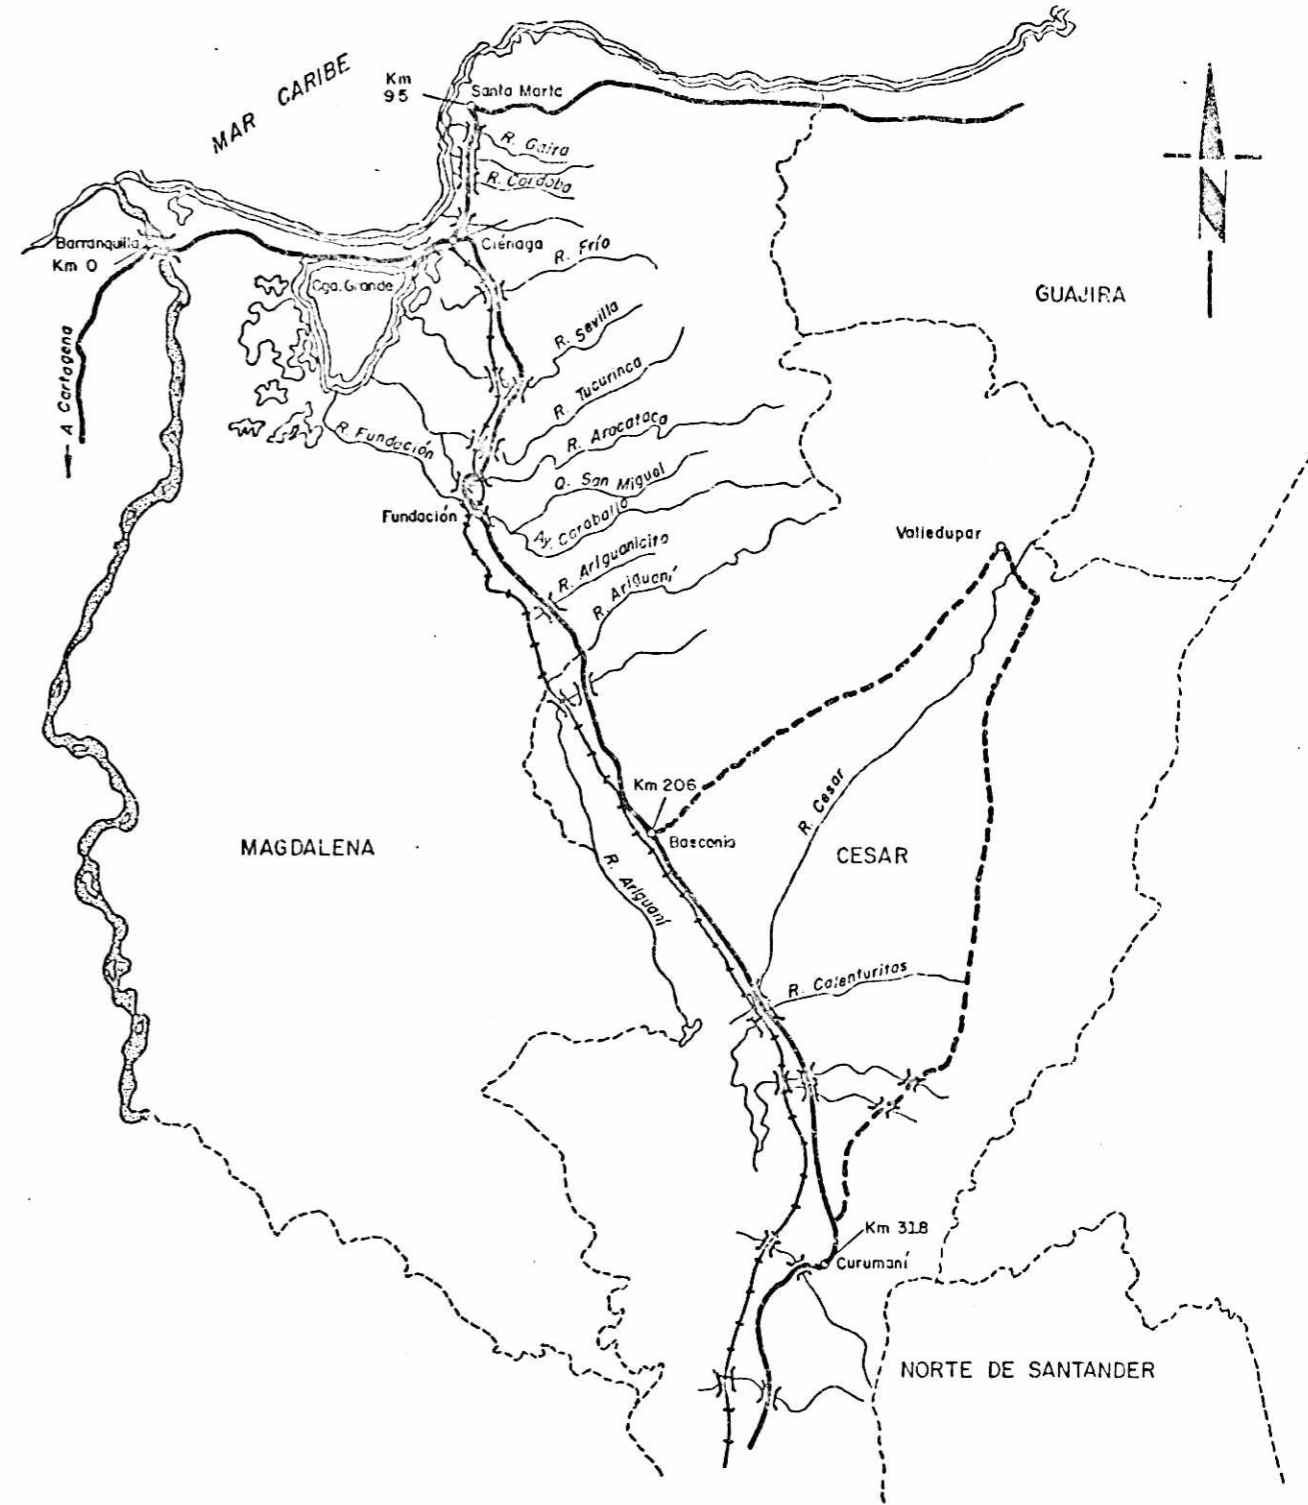 MAR CARIBE
Km
95
Santa Marta
R. Gaira
R. Cordoba
Barranquilla
Km 0
Ciénaga
R. Frío
Cga. Grande
GUAJIRA
R. Sevilla
A Cartagena
R. Tucurinca
R. Aracataca
R. Fundación
Q. San Miguel
Fundación
Ay. Caraballo
Valledupar
R. Ariguanicito
R. Ariguaní
Km 206
R. Cesar
MAGDALENA
Bosconia
CESAR
R. Ariguaní
R. Calenturitas
Km 318
Curumaní
NORTE DE SANTANDER